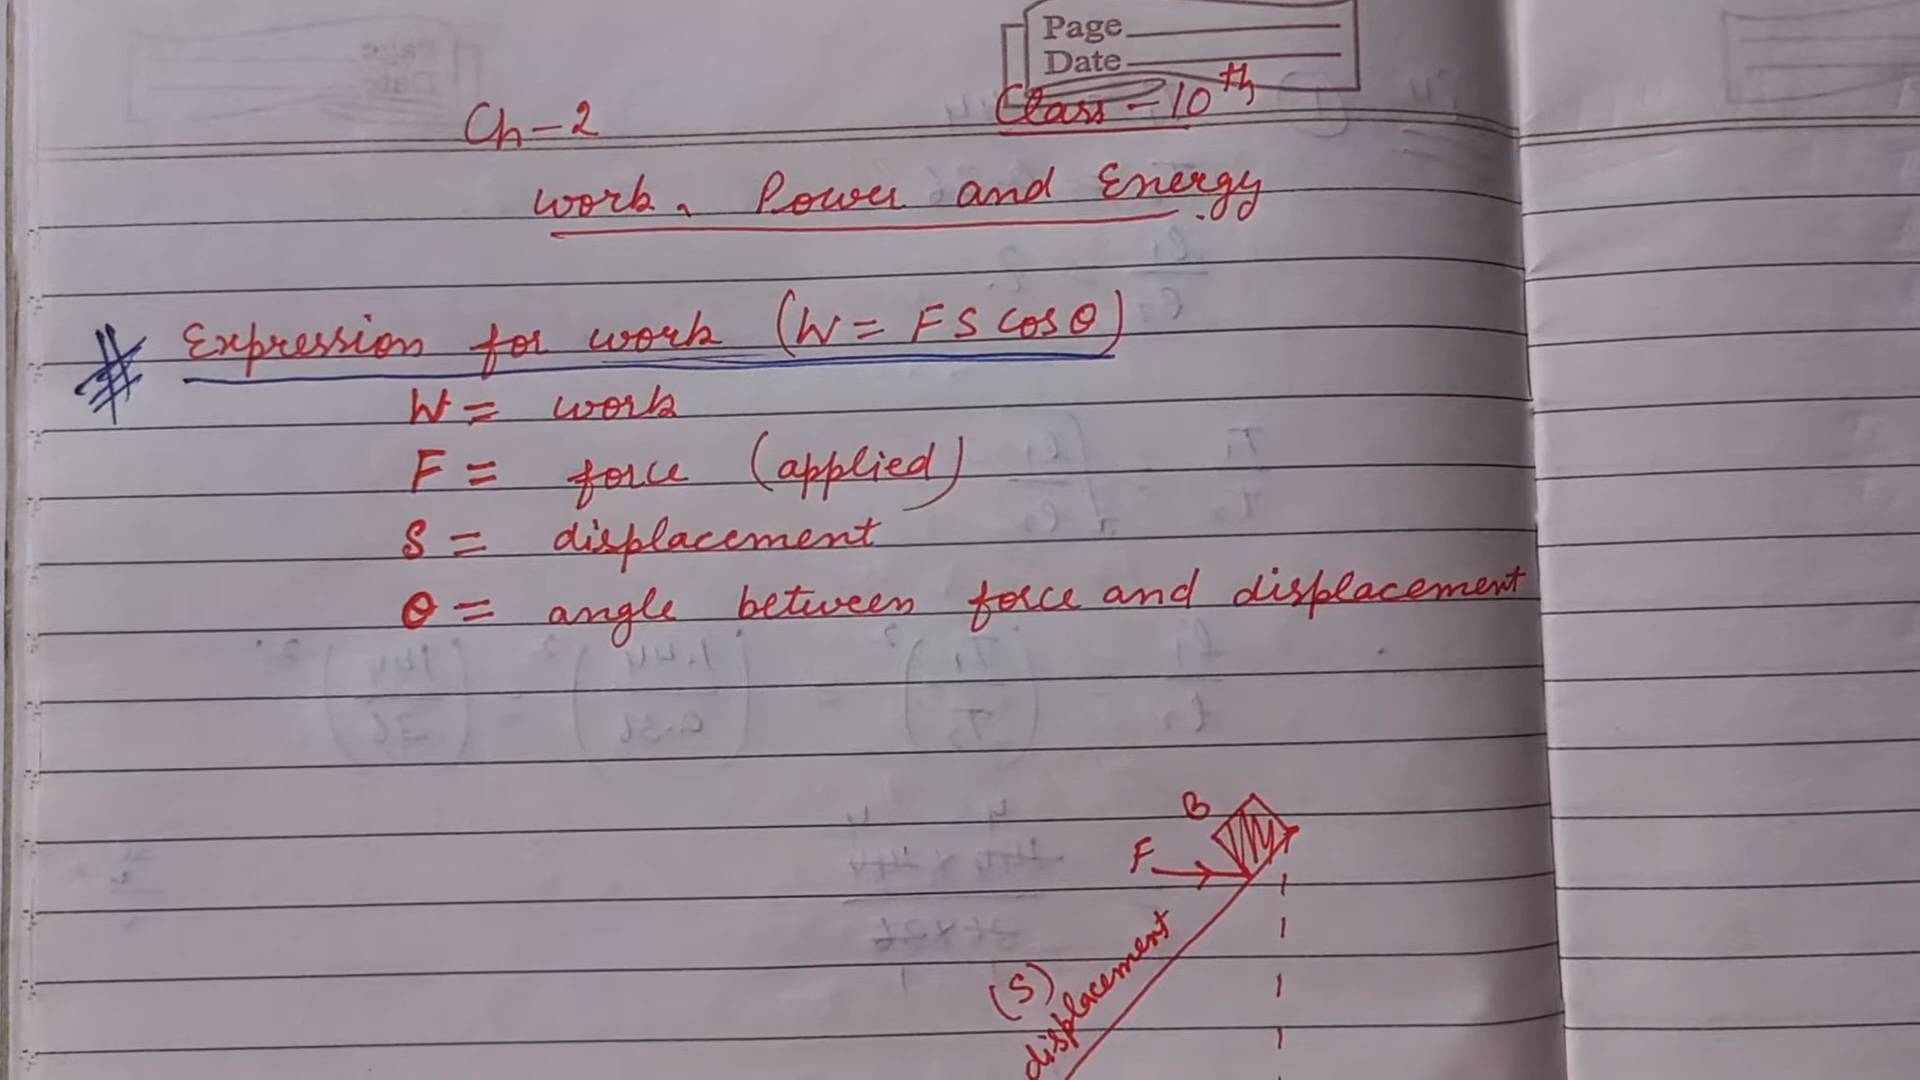 Page
Date
Class - 10th
Ch-2
work, Power and Energy.
# Expression for work (W = FS cosθ)
W = work
F = force (applied)
S = displacement
θ = angle between force and displacement
B
F
(S)
displacement